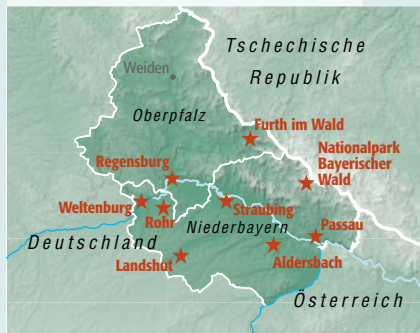 Tschechische
Republik
Weiden
Oberpfalz
Furth im Wald
Nationalpark
Bayerischer
Wald
Regensburg
Weltenburg
Rohr
Straubing
Passau
Niederbayern
Deutschland
Landshut
Aldersbach
Österreich